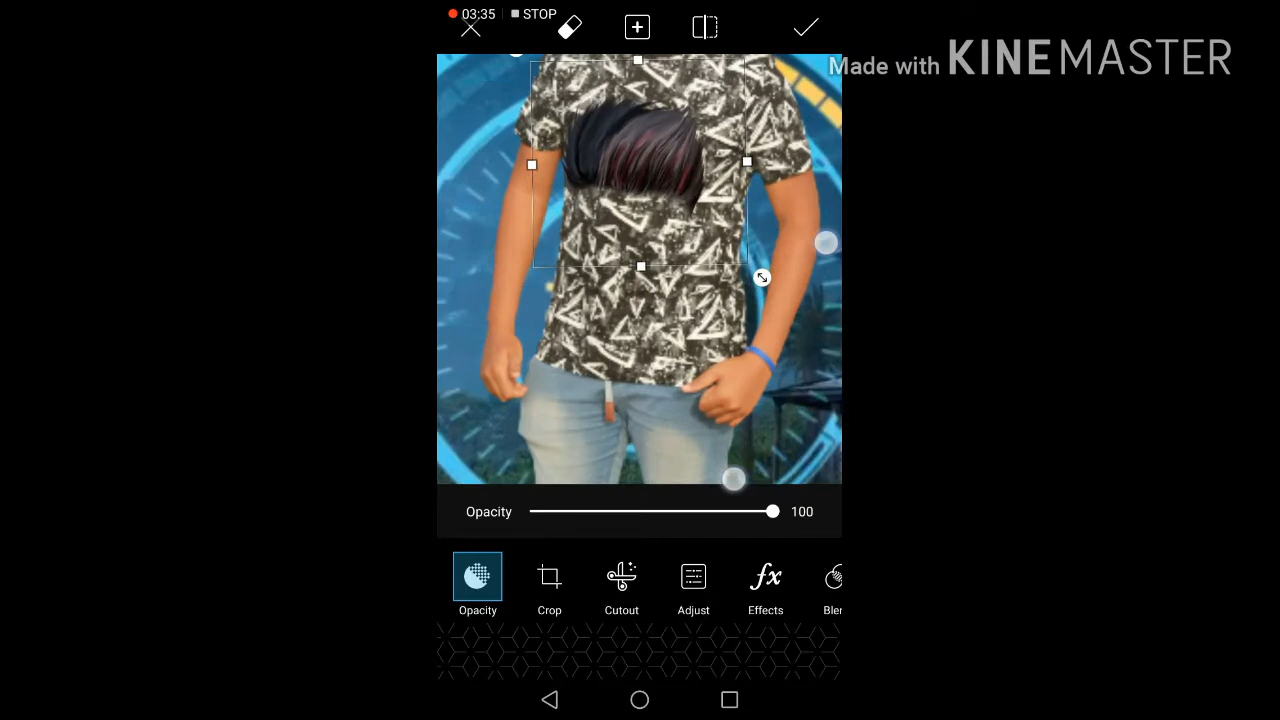 03:35 STOP
Made with KINEMASTER
Opacity 100
Opacity Crop Cutout Adjust Effects Bler